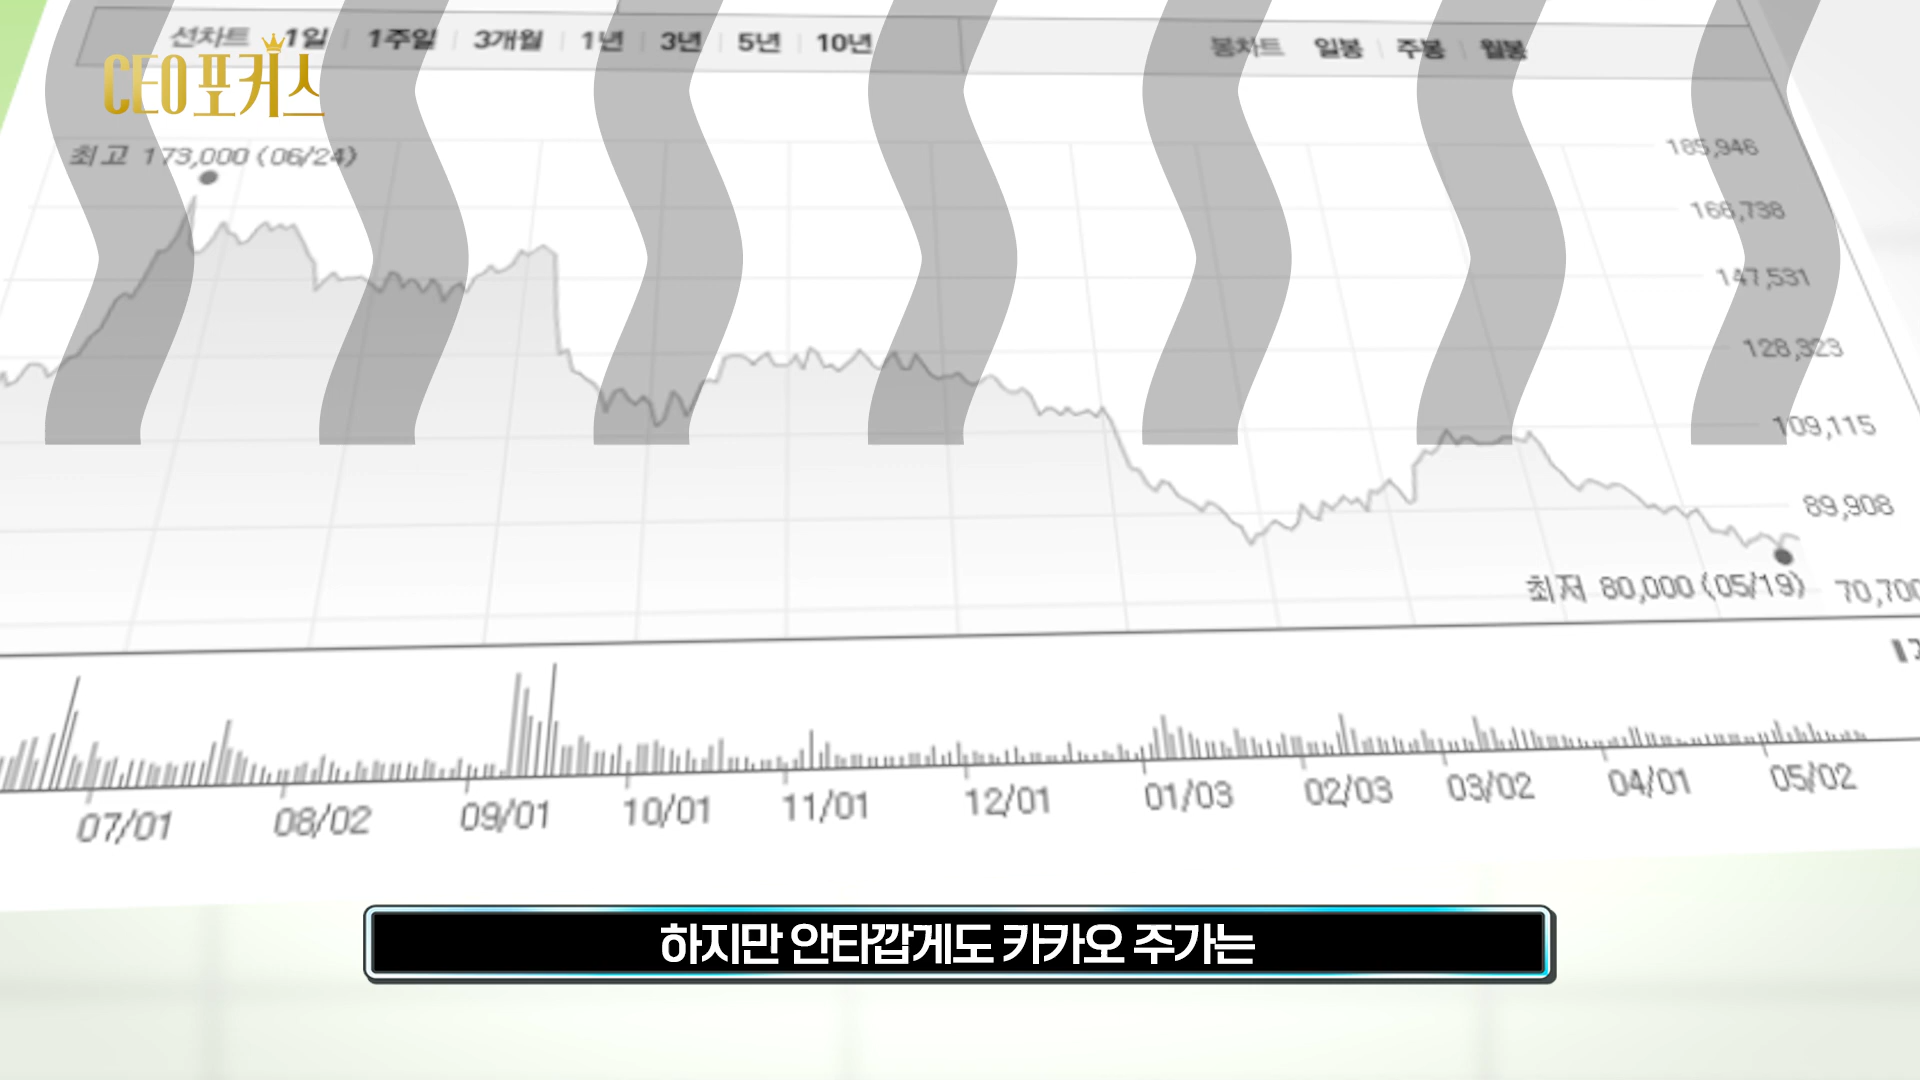 선차트 1일 1주일 3개월 1년 3년 5년 10년 봉차트 일봉 주봉 월봉
CEO포커스
최고 173,000 (06/24)
185,946
166,738
147,531
128,323
109,115
89,908
최저 80,000 (05/19) 70,700
07/01 08/02 09/01 10/01 11/01 12/01 01/03 02/03 03/02 04/01 05/02
하지만 안타깝게도 카카오 주가는